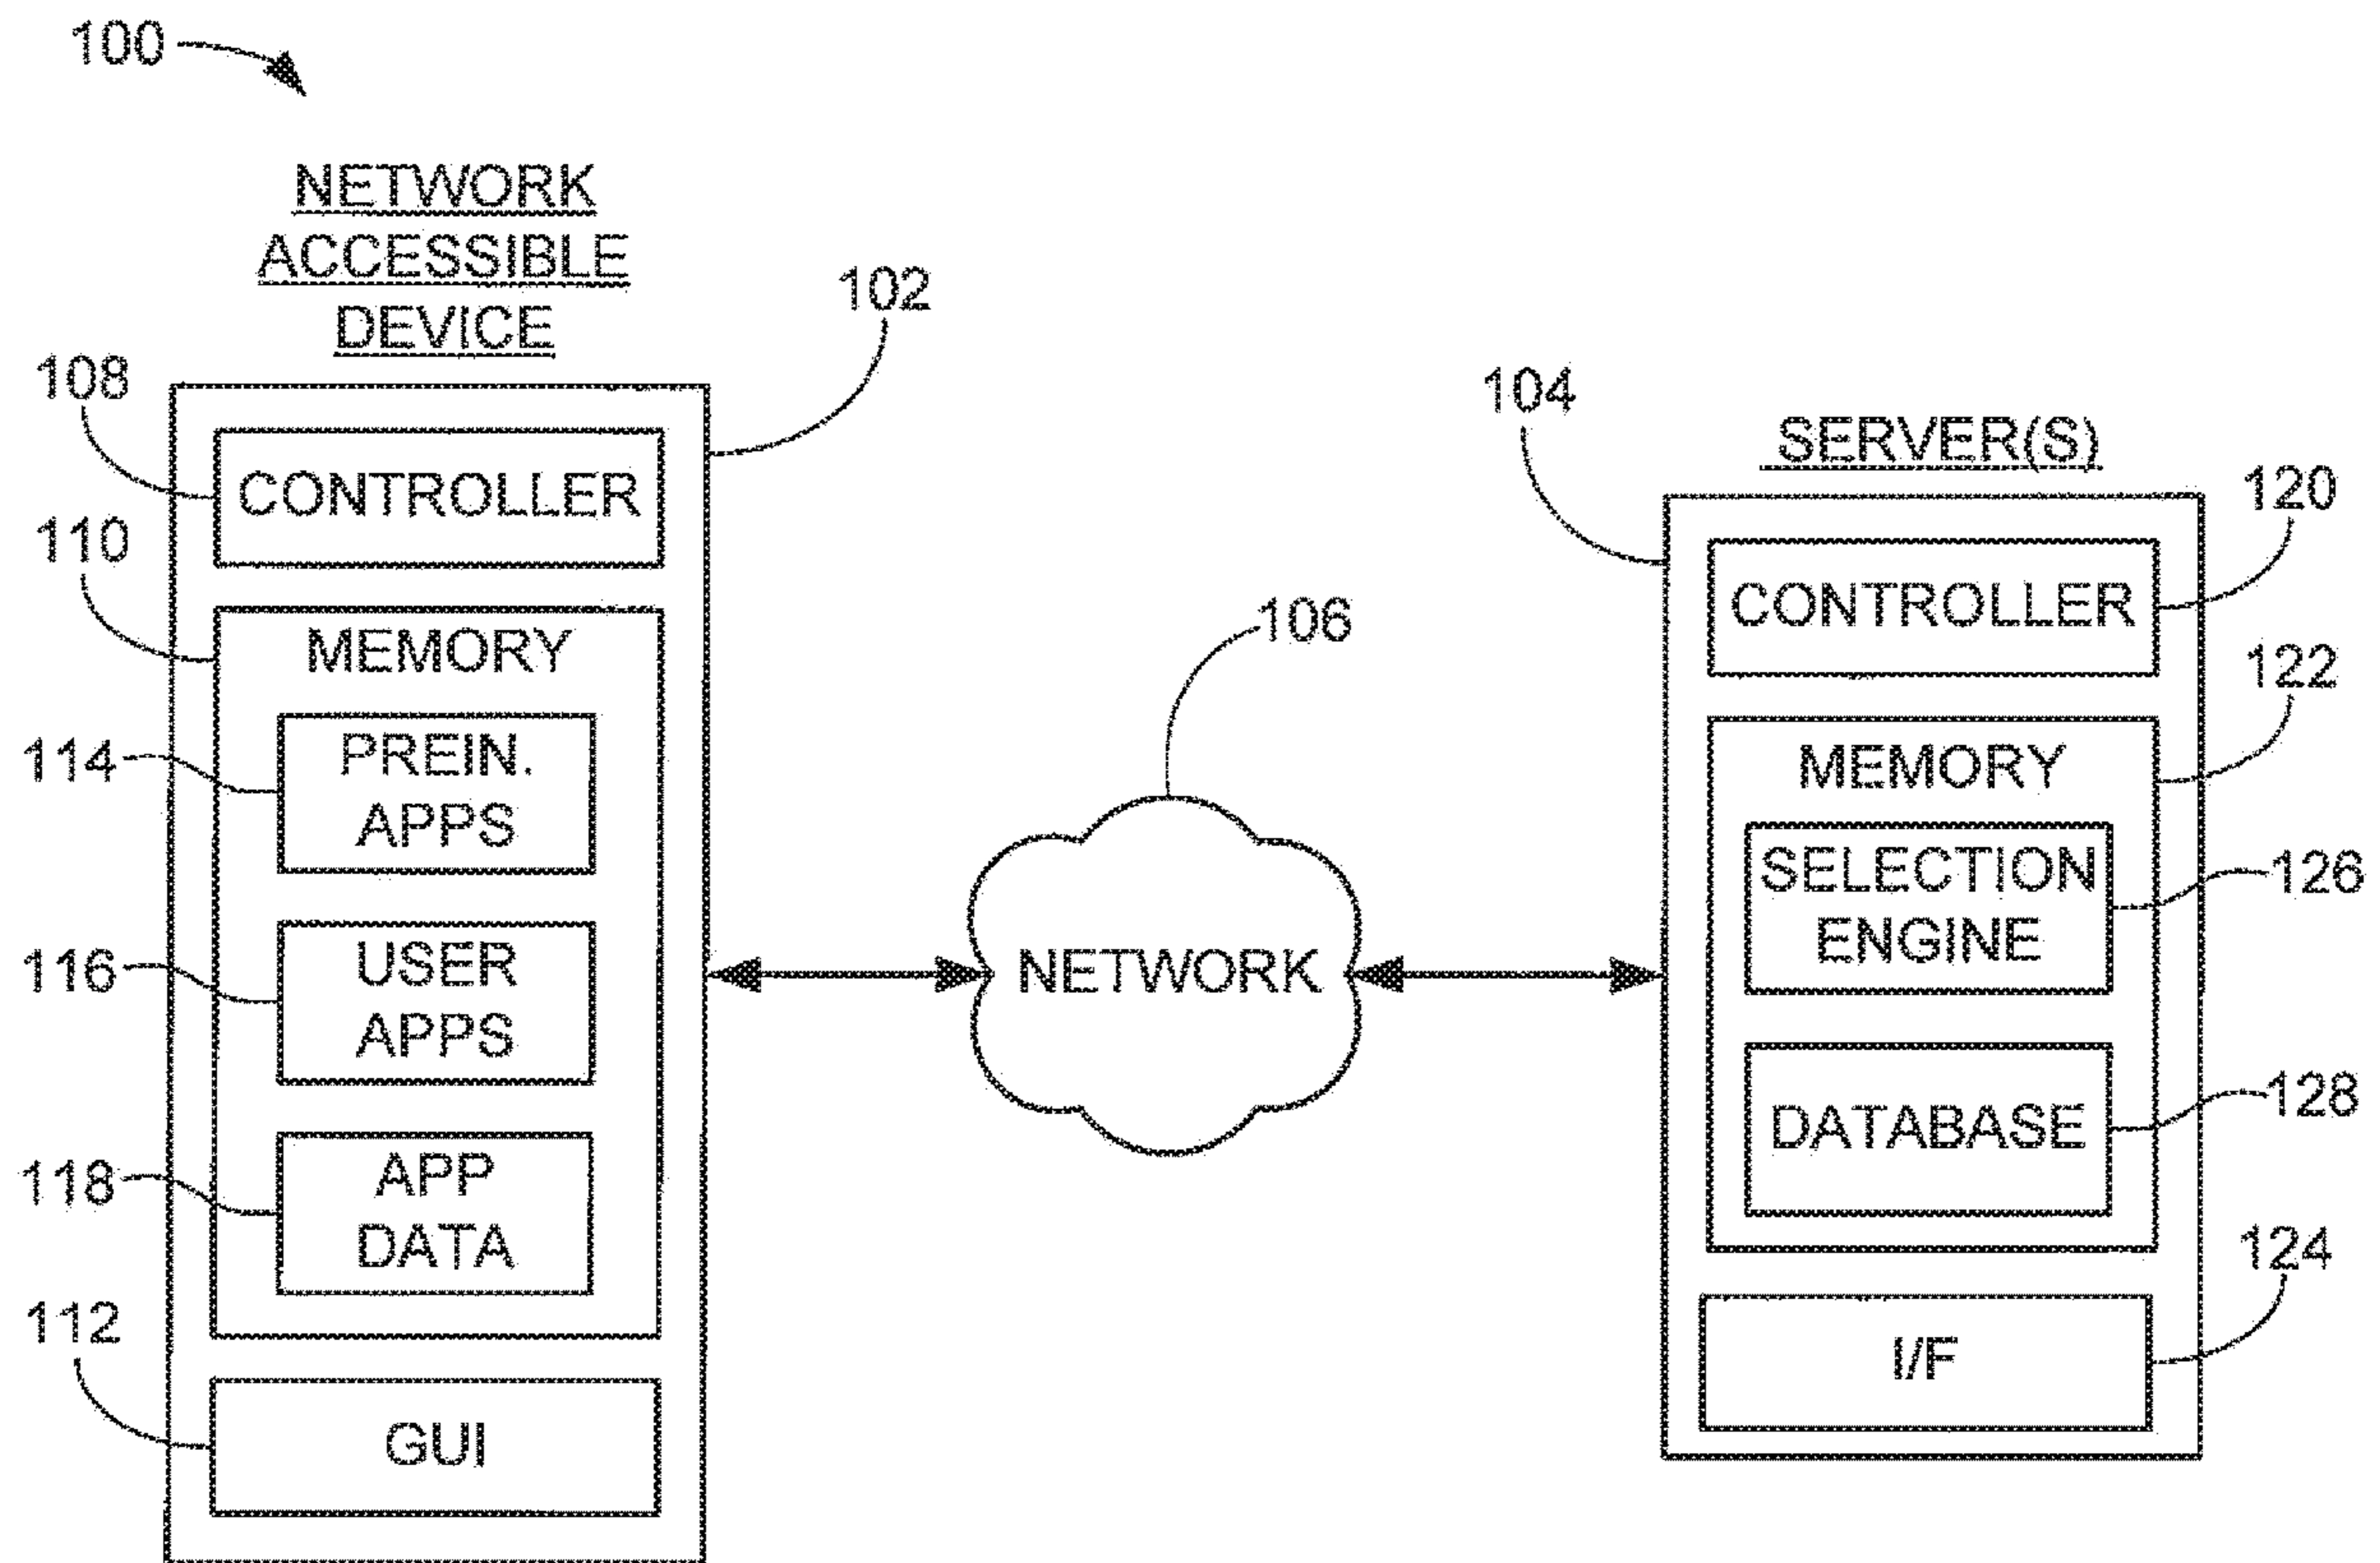 100
NETWORK
ACCESSIBLE
DEVICE
102
108
CONTROLLER
110
MEMORY
114
PREIN.
APPS
116
USER
APPS
118
APP
DATA
112
GUI
106
NETWORK
104
SERVER(S)
120
CONTROLLER
122
MEMORY
SELECTION
ENGINE
126
DATABASE
128
124
I/F